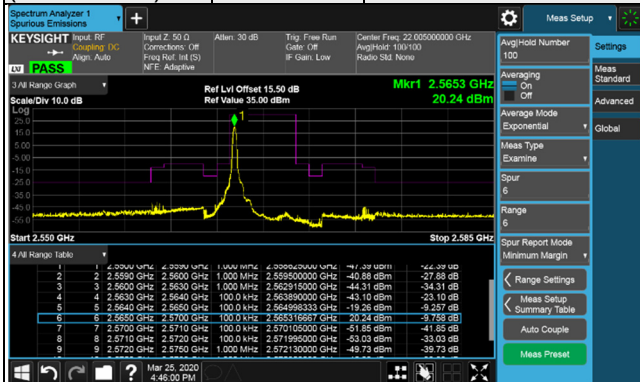 Spectrum Analyzer 1
Spurious Emissions
Meas Setup
KEYSIGHT Input: RF
Coupling: DC
Align: Auto
Input Z: 50 Ω
Corrections: Off
Freq Ref: Int (S)
NFE: Adaptive
Atten: 30 dB
Trig: Free Run
Gate: Off
IF Gain: Low
Center Freq: 22.005000000 GHz
Avg|Hold: 100/100
Radio Std: None
LXI PASS
3 All Range Graph
Scale/Div 10.0 dB
Ref Lvl Offset 15.50 dB
Ref Value 35.00 dBm
Mkr1 2.5653 GHz
20.24 dBm
Log
25.0
15.0
5.00
-5.00
-15.0
-25.0
-35.0
-45.0
-55.0
1
Start 2.550 GHz
Stop 2.585 GHz
4 All Range Table
2 2 2.5590 GHz 2.5600 GHz 1.000 MHz 2.559500000 GHz -40.88 dBm -27.88 dB
3 3 2.5600 GHz 2.5630 GHz 1.000 MHz 2.562915000 GHz -44.31 dBm -34.31 dB
4 4 2.5630 GHz 2.5640 GHz 100.0 kHz 2.563890000 GHz -43.10 dBm -23.10 dB
5 5 2.5640 GHz 2.5650 GHz 100.0 kHz 2.564998333 GHz -19.26 dBm -9.257 dB
6 6 2.5650 GHz 2.5700 GHz 100.0 kHz 2.565316667 GHz 20.24 dBm -9.758 dB
7 7 2.5700 GHz 2.5710 GHz 100.0 kHz 2.570105000 GHz -51.85 dBm -41.85 dB
8 8 2.5710 GHz 2.5720 GHz 100.0 kHz 2.571995000 GHz -53.03 dBm -33.03 dB
9 9 2.5720 GHz 2.5750 GHz 1.000 MHz 2.572130000 GHz -49.73 dBm -39.73 dB
Mar 25, 2020
4:46:00 PM
Avg|Hold Number
100
Averaging
On
Off
Average Mode
Exponential
Meas Type
Examine
Spur
6
Range
6
Spur Report Mode
Minimum Margin
Range Settings
Meas Setup
Summary Table
Auto Couple
Meas Preset
Settings
Meas
Standard
Advanced
Global